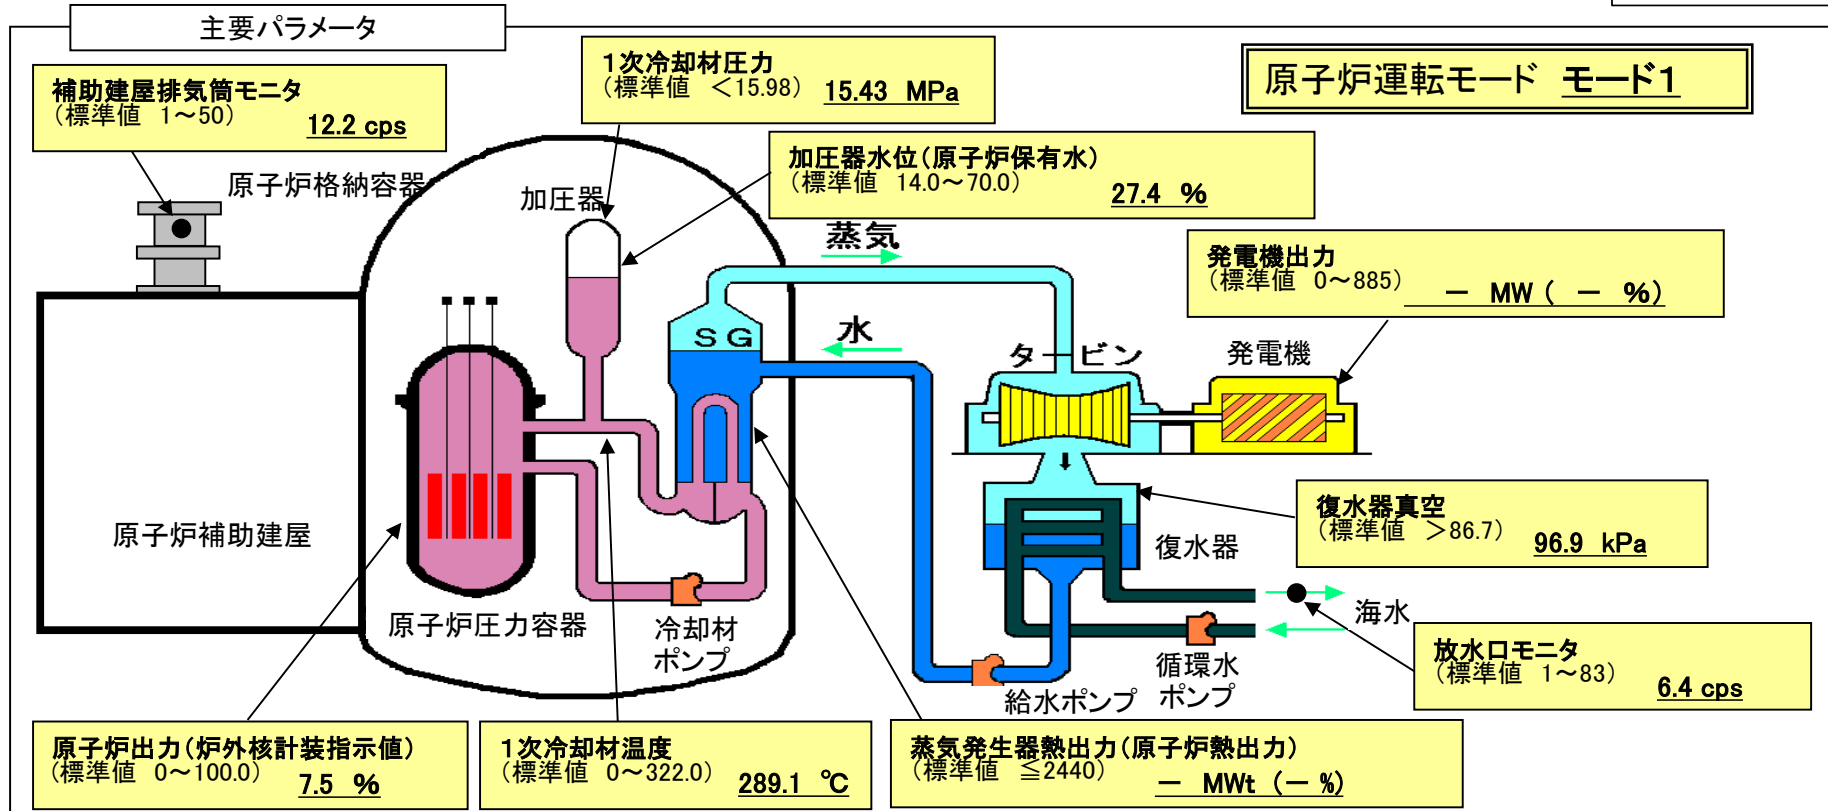 主要パラメータ
補助建屋排気筒モニタ
(標準値 1～50)
12.2 cps
1次冷却材圧力
(標準値 ＜15.98)
15.43 MPa
原子炉運転モード モード1
加圧器水位(原子炉保有水)
(標準値 14.0～70.0)
27.4 %
原子炉格納容器
加圧器
蒸気
発電機出力
(標準値 0～885)
－ MW ( － %)
ＳＧ
水
タービン
発電機
復水器真空
(標準値 ＞86.7)
96.9 kPa
原子炉補助建屋
復水器
原子炉圧力容器
冷却材
ポンプ
海水
放水口モニタ
(標準値 1～83)
6.4 cps
循環水
ポンプ
給水ポンプ
原子炉出力(炉外核計装指示値)
(標準値 0～100.0)
7.5 %
1次冷却材温度
(標準値 0～322.0)
289.1 ℃
蒸気発生器熱出力(原子炉熱出力)
(標準値 ≦2440)
－ MWt (－ %)